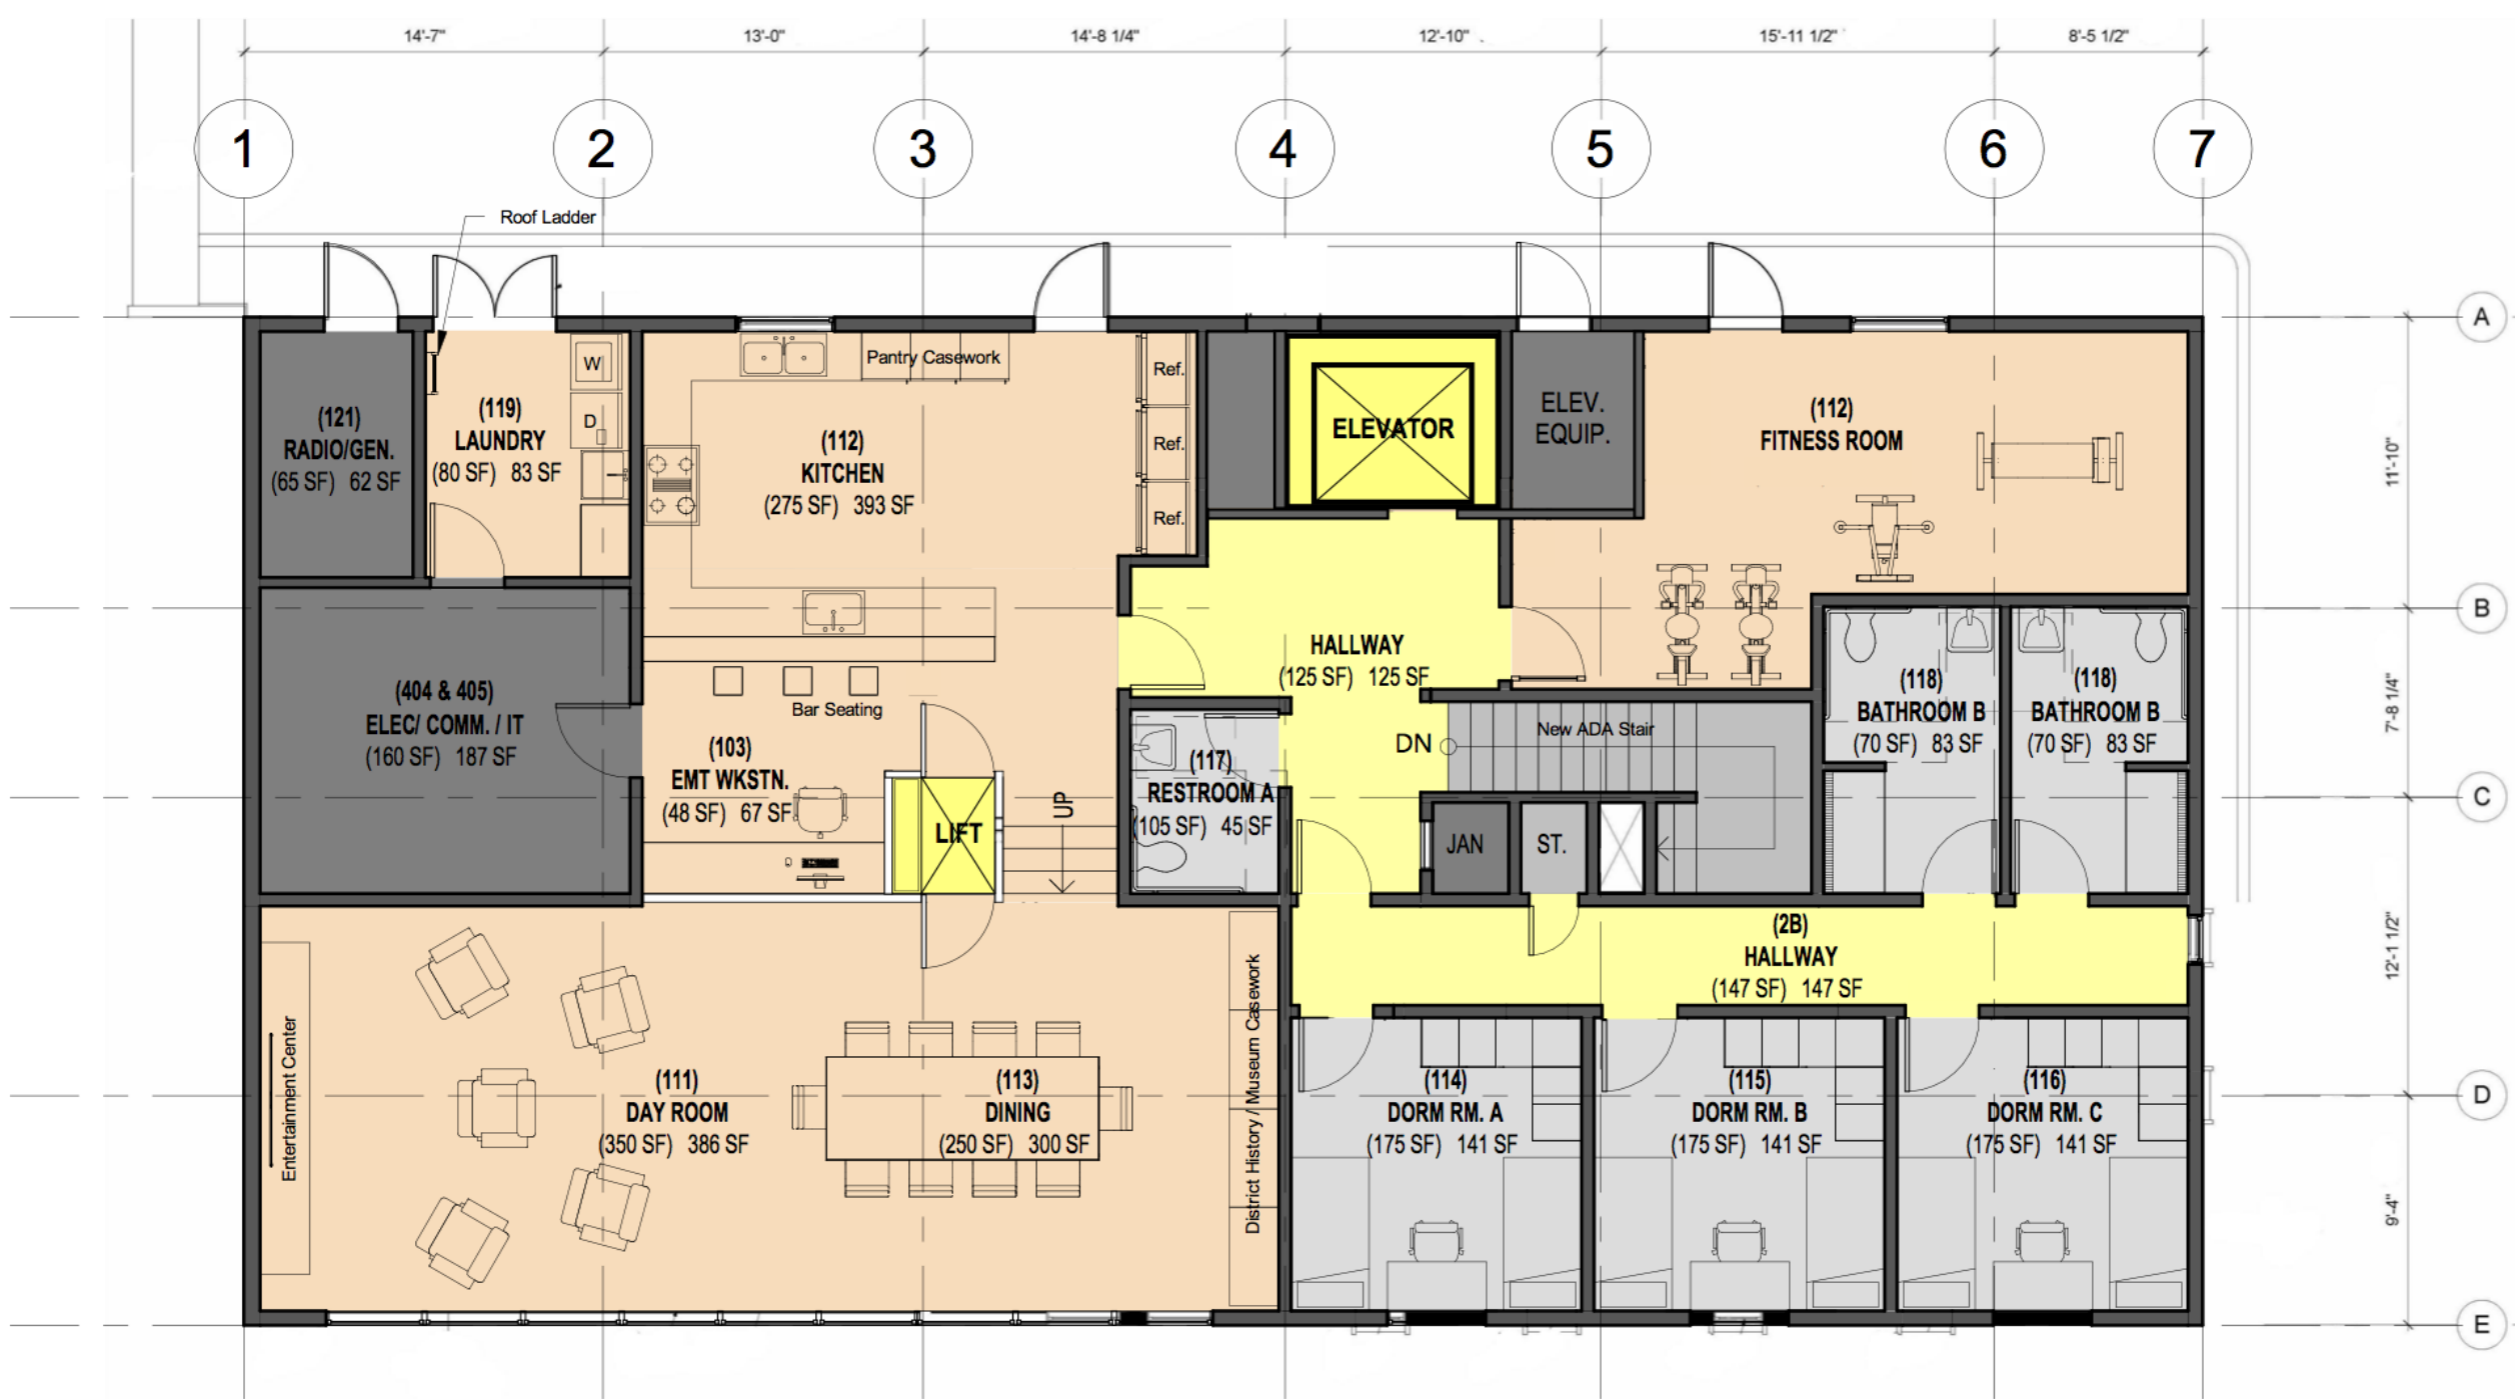 14'-7"
13'-0"
14'-8 1/4"
12'-10"
15'-11 1/2"
8'-5 1/2"
1
2
3
4
5
6
7
Roof Ladder
A
B
C
D
E
11'-10"
7'-8 1/4"
12'-1 1/2"
9'-4"
(121)
RADIO/GEN.
(65 SF) 62 SF
(119)
LAUNDRY
(80 SF) 83 SF
W
D
(112)
KITCHEN
(275 SF) 393 SF
Pantry Casework
Ref.
Ref.
Ref.
ELEVATOR
ELEV.
EQUIP.
(112)
FITNESS ROOM
(404 & 405)
ELEC/ COMM. / IT
(160 SF) 187 SF
Bar Seating
(103)
EMT WKSTN.
(48 SF) 67 SF
LIFT
UP
HALLWAY
(125 SF) 125 SF
(117)
RESTROOM A
(105 SF) 45 SF
DN
New ADA Stair
JAN
ST.
(118)
BATHROOM B
(70 SF) 83 SF
(118)
BATHROOM B
(70 SF) 83 SF
(2B)
HALLWAY
(147 SF) 147 SF
Entertainment Center
(111)
DAY ROOM
(350 SF) 386 SF
(113)
DINING
(250 SF) 300 SF
District History / Museum Casework
(114)
DORM RM. A
(175 SF) 141 SF
(115)
DORM RM. B
(175 SF) 141 SF
(116)
DORM RM. C
(175 SF) 141 SF